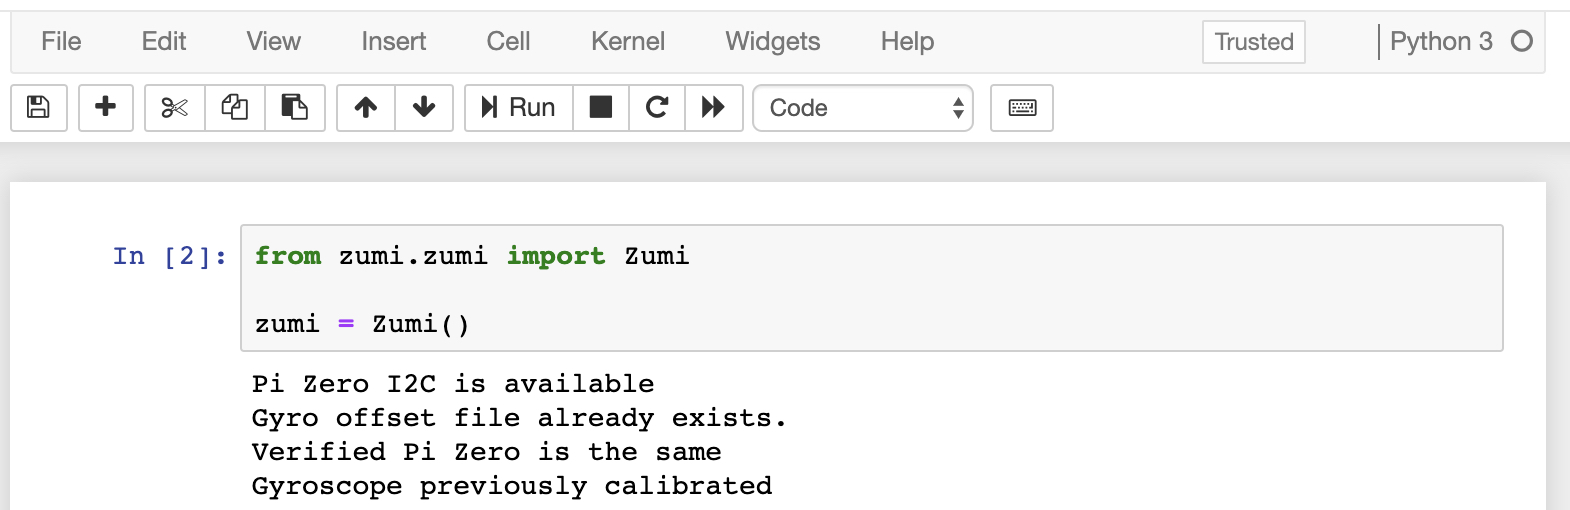 File Edit View Insert Cell Kernel Widgets Help Trusted Python 3
Run Code
In [2]: from zumi.zumi import Zumi
zumi = Zumi()
Pi Zero I2C is available
Gyro offset file already exists.
Verified Pi Zero is the same
Gyroscope previously calibrated